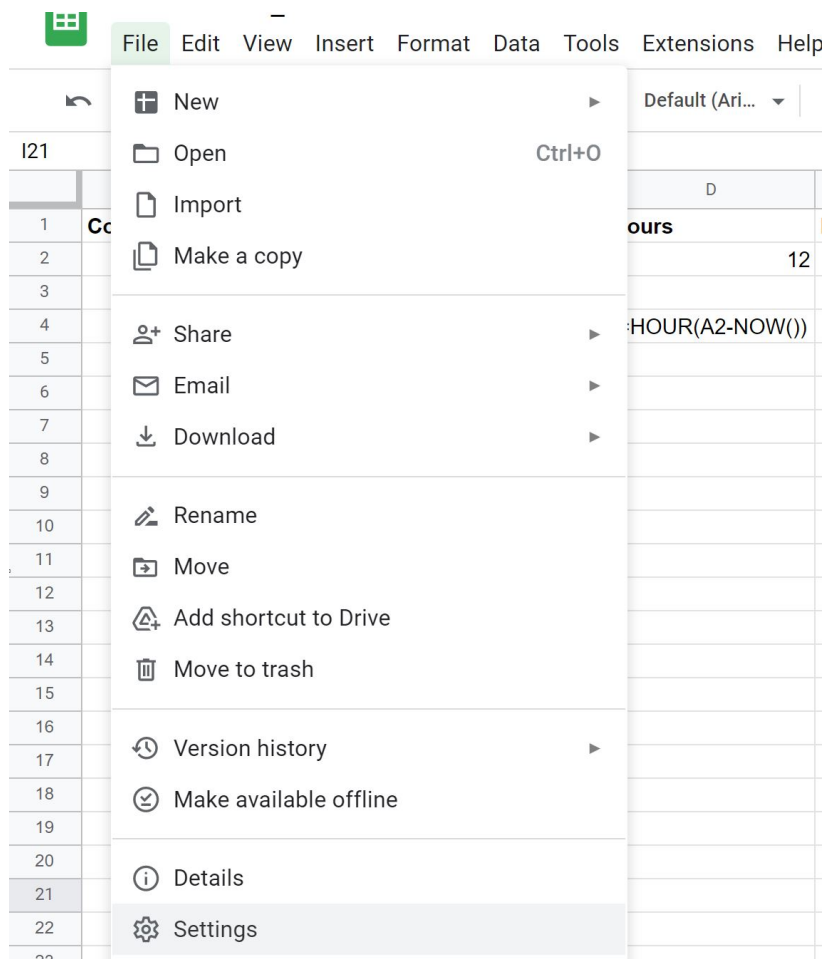 File Edit View Insert Format Data Tools Extensions Help
New
Default (Ari...
I21
Open Ctrl+O
D
Import
1 Co ours
Make a copy
2 12
3
4 Share =HOUR(A2-NOW())
5
Email
6
7 Download
8
9
Rename
10
11 Move
12
Add shortcut to Drive
13
14 Move to trash
15
16
Version history
17
18 Make available offline
19
20
Details
21
22 Settings
23